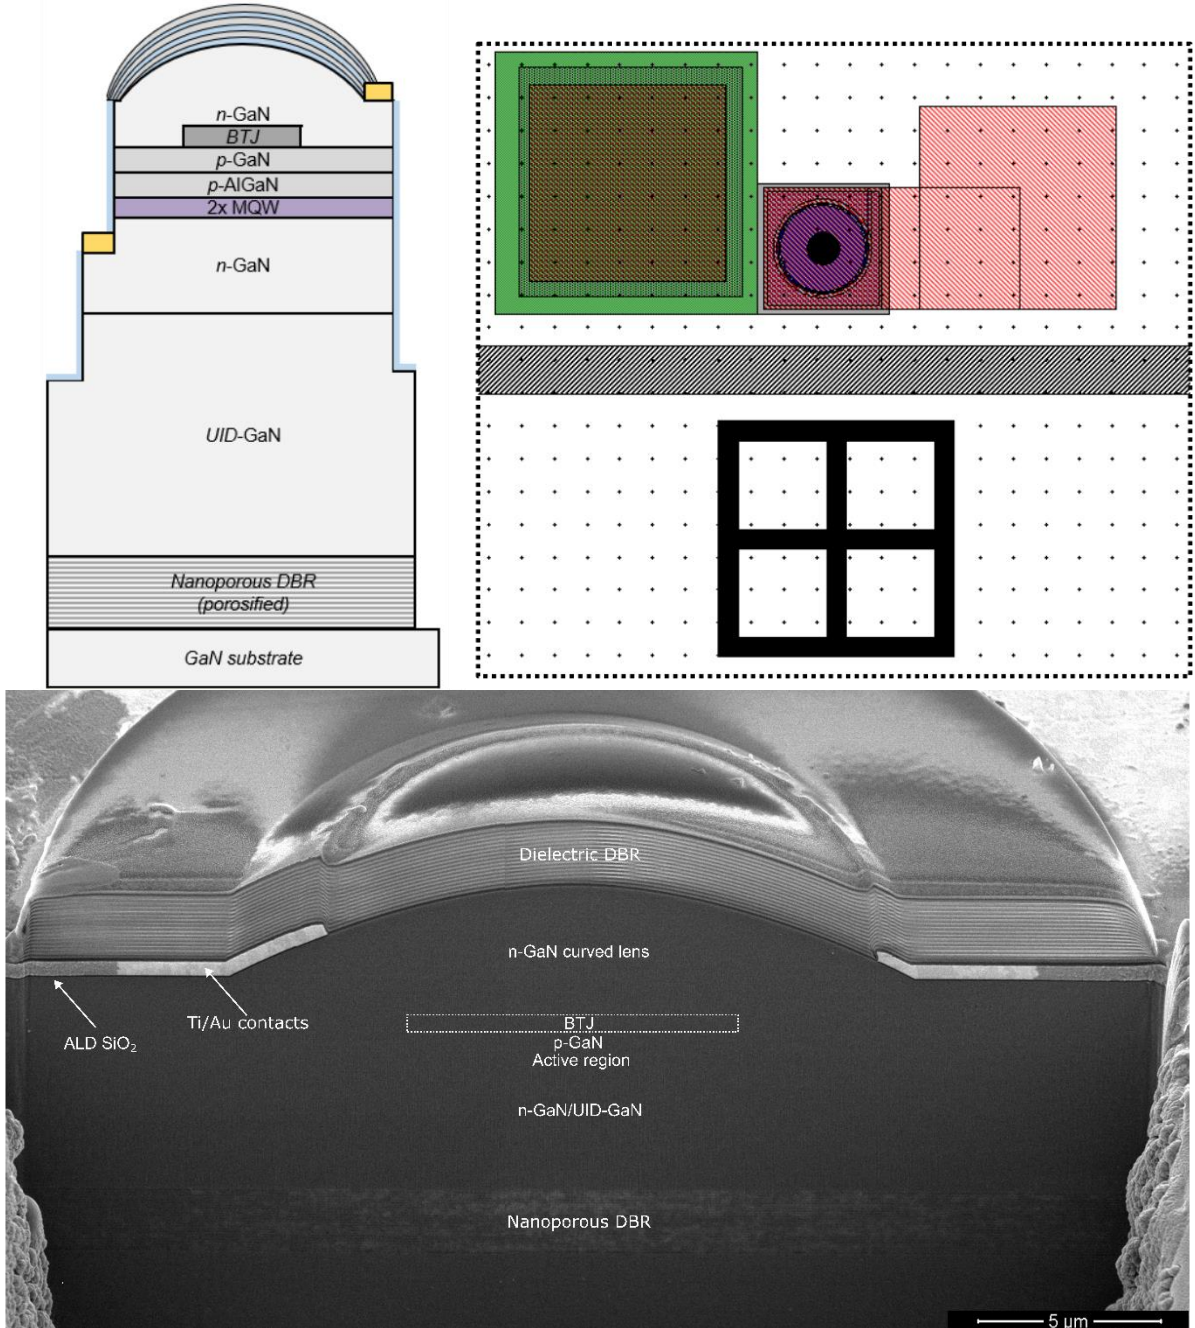 n-GaN
BTJ
p-GaN
p-AlGaN
2x MQW
n-GaN
UID-GaN
Nanoporous DBR
(porosified)
GaN substrate
Dielectric DBR
n-GaN curved lens
Ti/Au contacts
ALD SiO₂
BTJ
p-GaN
Active region
n-GaN/UID-GaN
Nanoporous DBR
5 µm